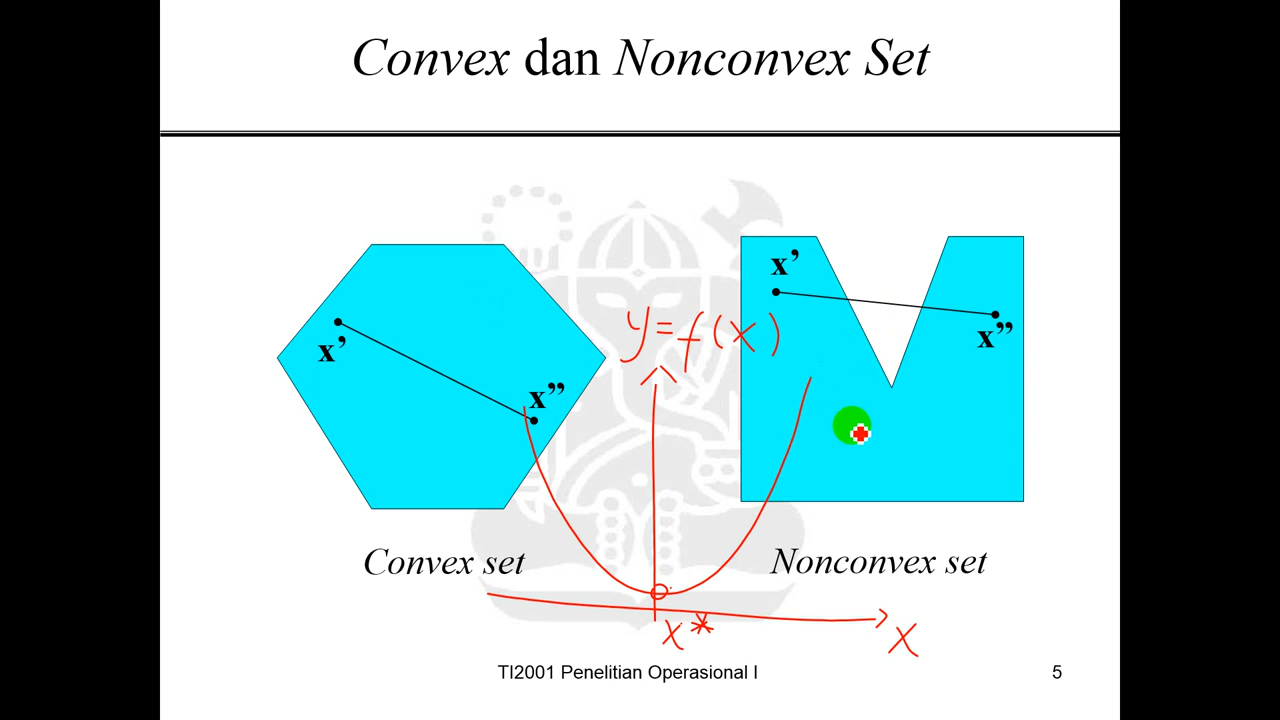 Convex dan Nonconvex Set
x’
x”
x’
x”
y=f(x)
Convex set
Nonconvex set
x*
x
TI2001 Penelitian Operasional I
5